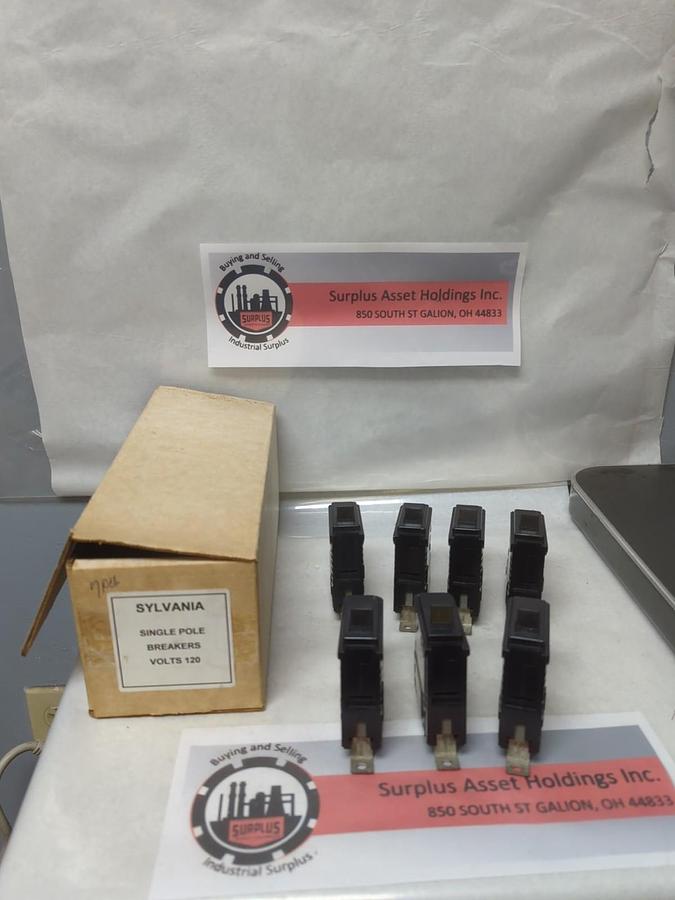 Buying and Selling
Surplus Asset Holdings Inc.
850 SOUTH ST GALION, OH 44833
SURPLUS
Industrial Surplus
SYLVANIA
SINGLE POLE
BREAKERS
VOLTS 120
Buying and Selling
Surplus Asset Holdings Inc.
850 SOUTH ST GALION, OH 44833
SURPLUS
Industrial Surplus.